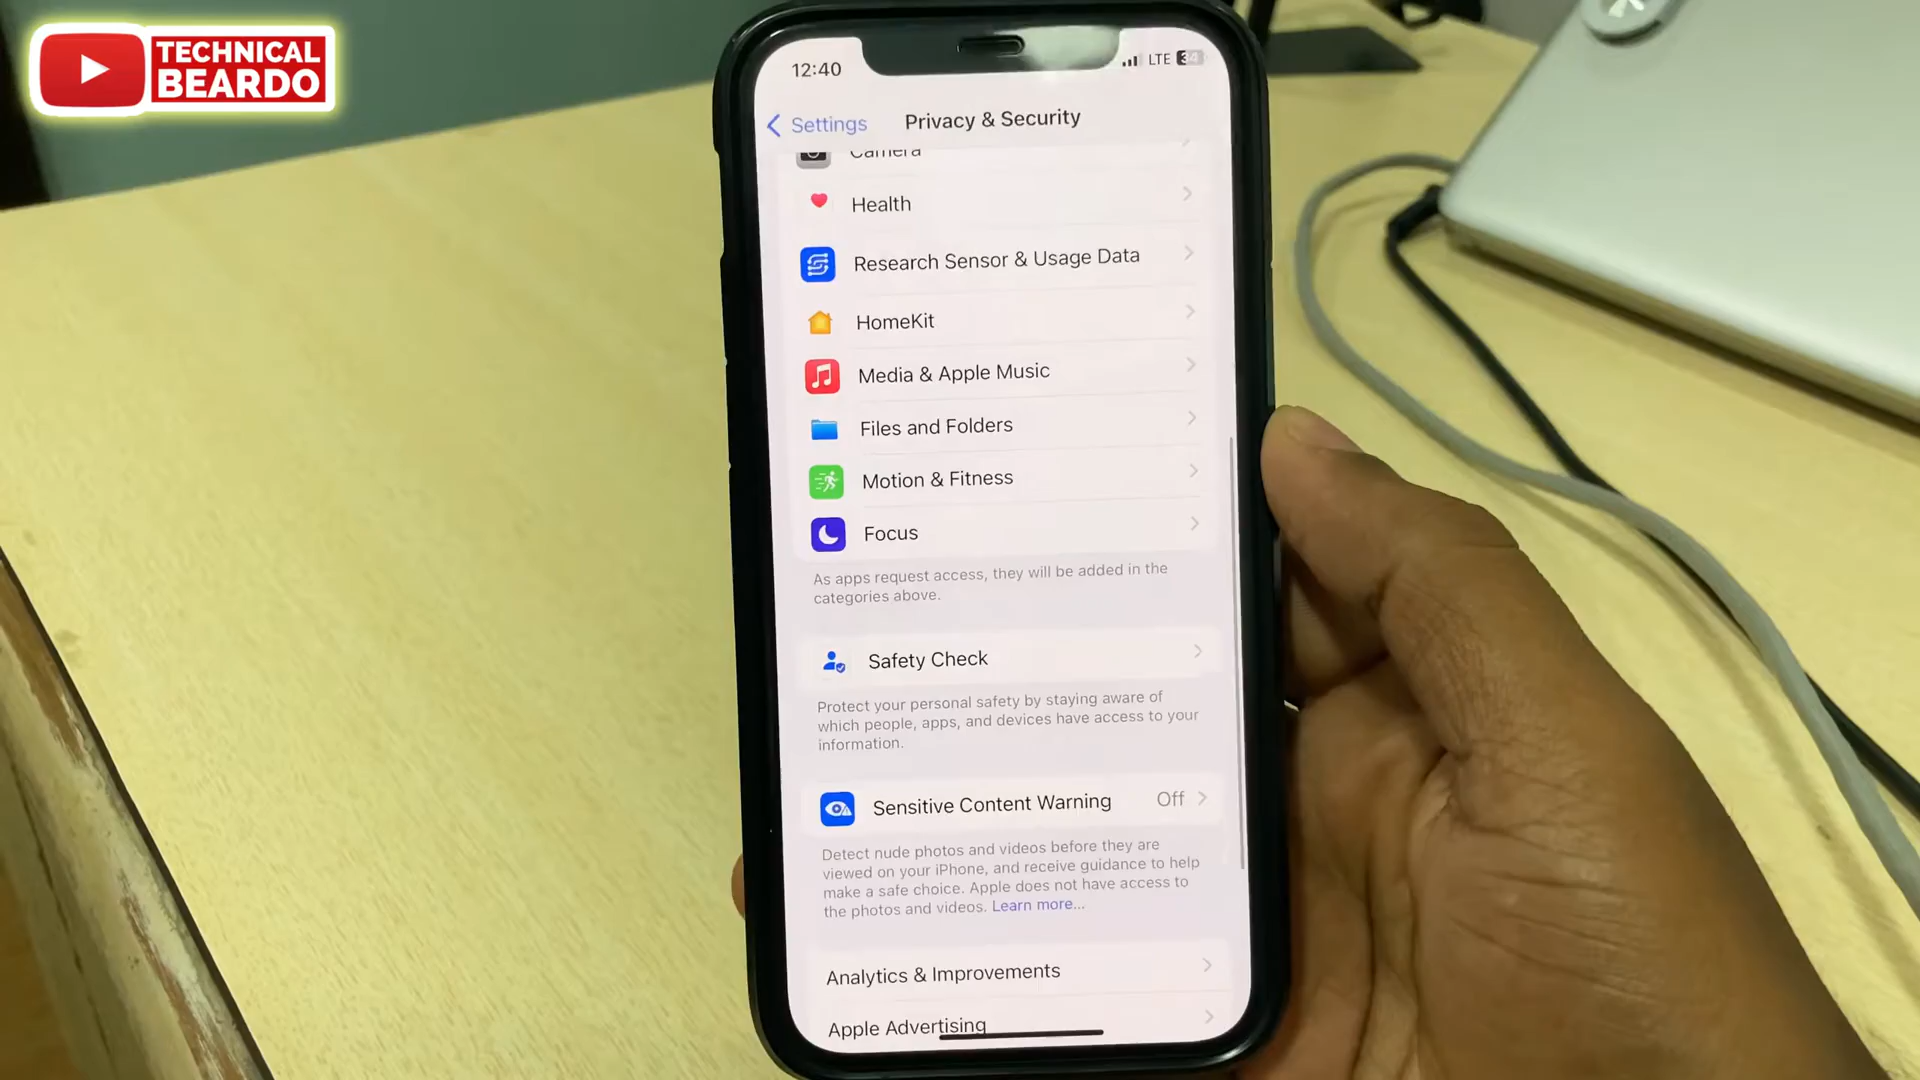 TECHNICAL
BEARDO
12:40
LTE 34
Settings
Privacy & Security
Camera
Health
Research Sensor & Usage Data
HomeKit
Media & Apple Music
Files and Folders
Motion & Fitness
Focus
As apps request access, they will be added in the
categories above.
Safety Check
Protect your personal safety by staying aware of
which people, apps, and devices have access to your
information.
Sensitive Content Warning Off
Detect nude photos and videos before they are
viewed on your iPhone, and receive guidance to help
make a safe choice. Apple does not have access to
the photos and videos. Learn more...
Analytics & Improvements
Apple Advertising